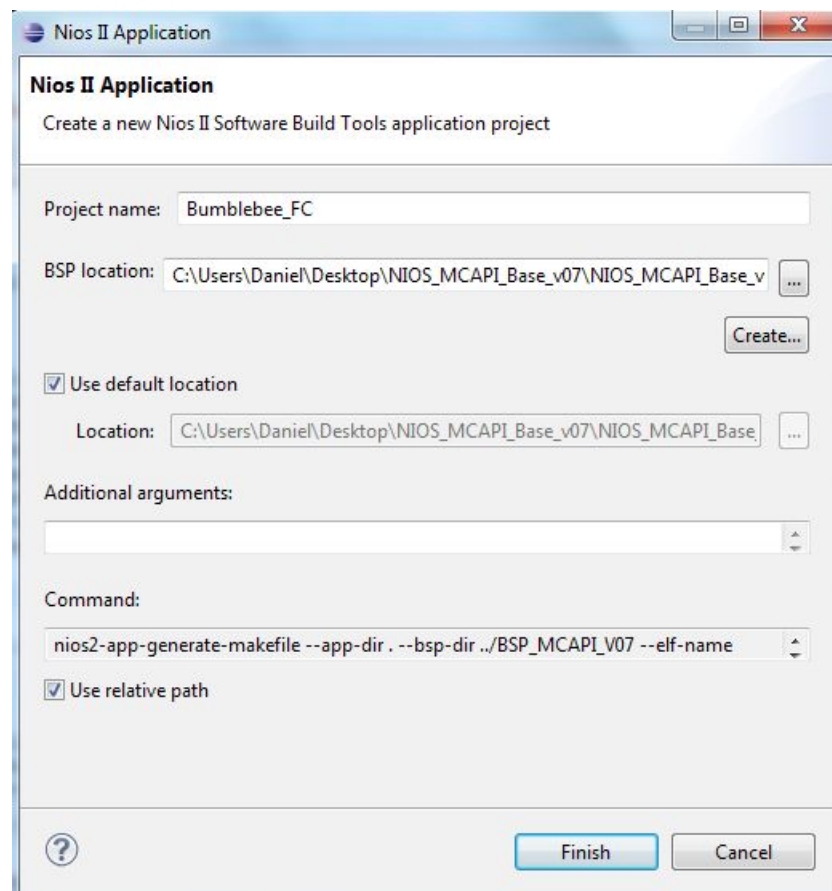 Nios II Application
Nios II Application
Create a new Nios II Software Build Tools application project
Project name: Bumblebee_FC
BSP location: C:\Users\Daniel\Desktop\NIOS_MCAPI_Base_v07\NIOS_MCAPI_Base_v ...
Create...
Use default location
Location: C:\Users\Daniel\Desktop\NIOS_MCAPI_Base_v07\NIOS_MCAPI_Base_ ...
Additional arguments:
Command:
nios2-app-generate-makefile --app-dir . --bsp-dir ../BSP_MCAPI_V07 --elf-name
Use relative path
? Finish Cancel